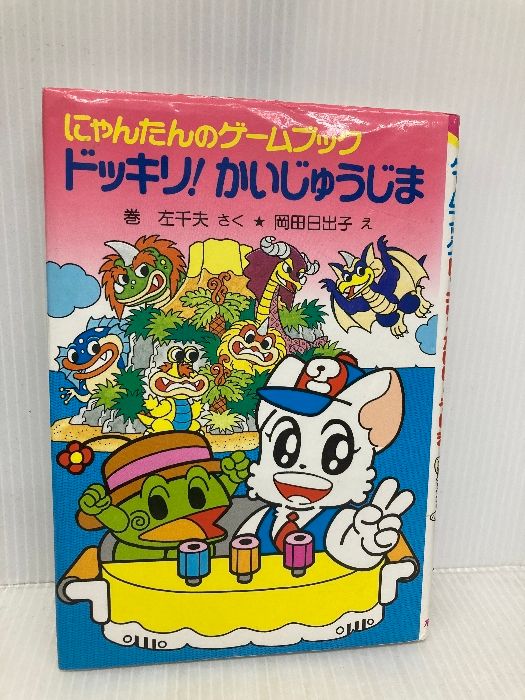 にゃんたんのゲームブック
ドッキリ! かいじゅうじま
巻 左千夫 さく ★ 岡田日出子 え